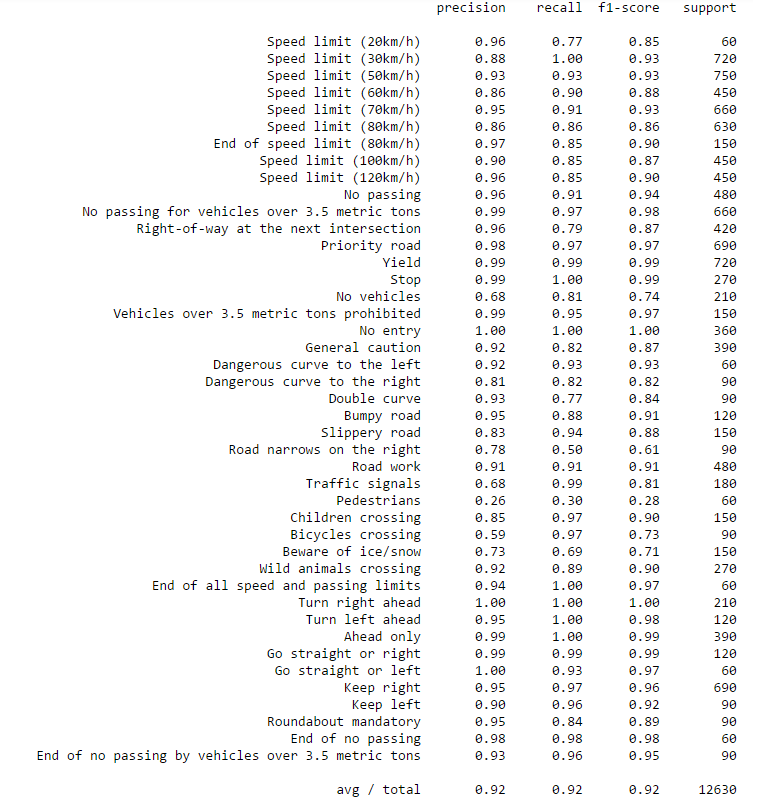 precision recall f1-score support
Speed limit (20km/h) 0.96 0.77 0.85 60
Speed limit (30km/h) 0.88 1.00 0.93 720
Speed limit (50km/h) 0.93 0.93 0.93 750
Speed limit (60km/h) 0.86 0.90 0.88 450
Speed limit (70km/h) 0.95 0.91 0.93 660
Speed limit (80km/h) 0.86 0.86 0.86 630
End of speed limit (80km/h) 0.97 0.85 0.90 150
Speed limit (100km/h) 0.90 0.85 0.87 450
Speed limit (120km/h) 0.96 0.85 0.90 450
No passing 0.96 0.91 0.94 480
No passing for vehicles over 3.5 metric tons 0.99 0.97 0.98 660
Right-of-way at the next intersection 0.96 0.79 0.87 420
Priority road 0.98 0.97 0.97 690
Yield 0.99 0.99 0.99 720
Stop 0.99 1.00 0.99 270
No vehicles 0.68 0.81 0.74 210
Vehicles over 3.5 metric tons prohibited 0.99 0.95 0.97 150
No entry 1.00 1.00 1.00 360
General caution 0.92 0.82 0.87 390
Dangerous curve to the left 0.92 0.93 0.93 60
Dangerous curve to the right 0.81 0.82 0.82 90
Double curve 0.93 0.77 0.84 90
Bumpy road 0.95 0.88 0.91 120
Slippery road 0.83 0.94 0.88 150
Road narrows on the right 0.78 0.50 0.61 90
Road work 0.91 0.91 0.91 480
Traffic signals 0.68 0.99 0.81 180
Pedestrians 0.26 0.30 0.28 60
Children crossing 0.85 0.97 0.90 150
Bicycles crossing 0.59 0.97 0.73 90
Beware of ice/snow 0.73 0.69 0.71 150
Wild animals crossing 0.92 0.89 0.90 270
End of all speed and passing limits 0.94 1.00 0.97 60
Turn right ahead 1.00 1.00 1.00 210
Turn left ahead 0.95 1.00 0.98 120
Ahead only 0.99 1.00 0.99 390
Go straight or right 0.99 0.99 0.99 120
Go straight or left 1.00 0.93 0.97 60
Keep right 0.95 0.97 0.96 690
Keep left 0.90 0.96 0.92 90
Roundabout mandatory 0.95 0.84 0.89 90
End of no passing 0.98 0.98 0.98 60
End of no passing by vehicles over 3.5 metric tons 0.93 0.96 0.95 90
avg / total 0.92 0.92 0.92 12630